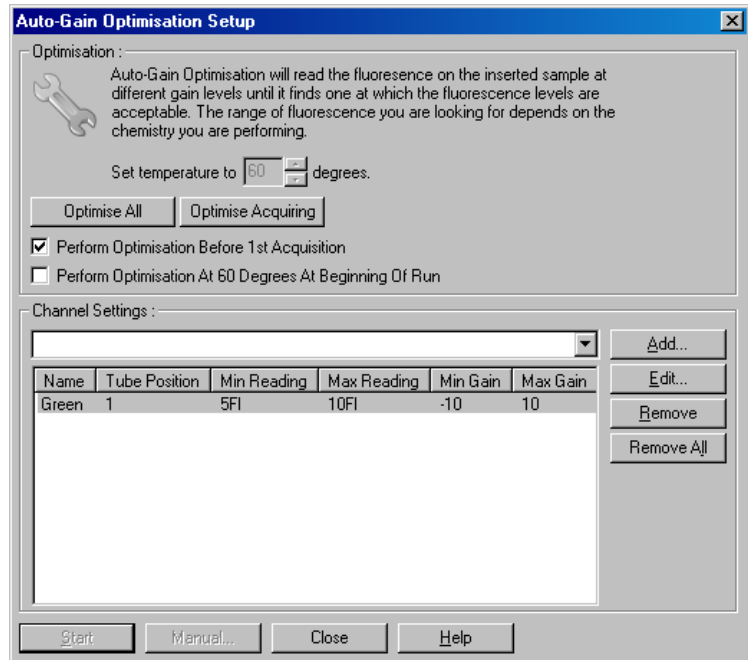 Auto-Gain Optimisation Setup
Optimisation :
Auto-Gain Optimisation will read the fluoresence on the inserted sample at
different gain levels until it finds one at which the fluorescence levels are
acceptable. The range of fluorescence you are looking for depends on the
chemistry you are performing.
Set temperature to 60 degrees.
Optimise All Optimise Acquiring
Perform Optimisation Before 1st Acquisition
Perform Optimisation At 60 Degrees At Beginning Of Run
Channel Settings :
Add...
Name Tube Position Min Reading Max Reading Min Gain Max Gain Edit...
Green 1 5Fl 10Fl -10 10
Remove
Remove All
Start Manual... Close Help